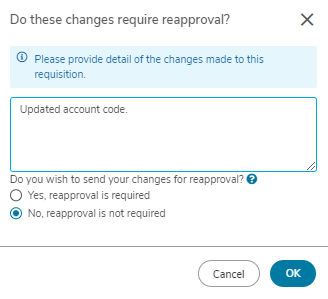 Do these changes require reapproval?
Please provide detail of the changes made to this
requisition.
Updated account code.
Do you wish to send your changes for reapproval?
Yes, reapproval is required
No, reapproval is not required
Cancel
OK